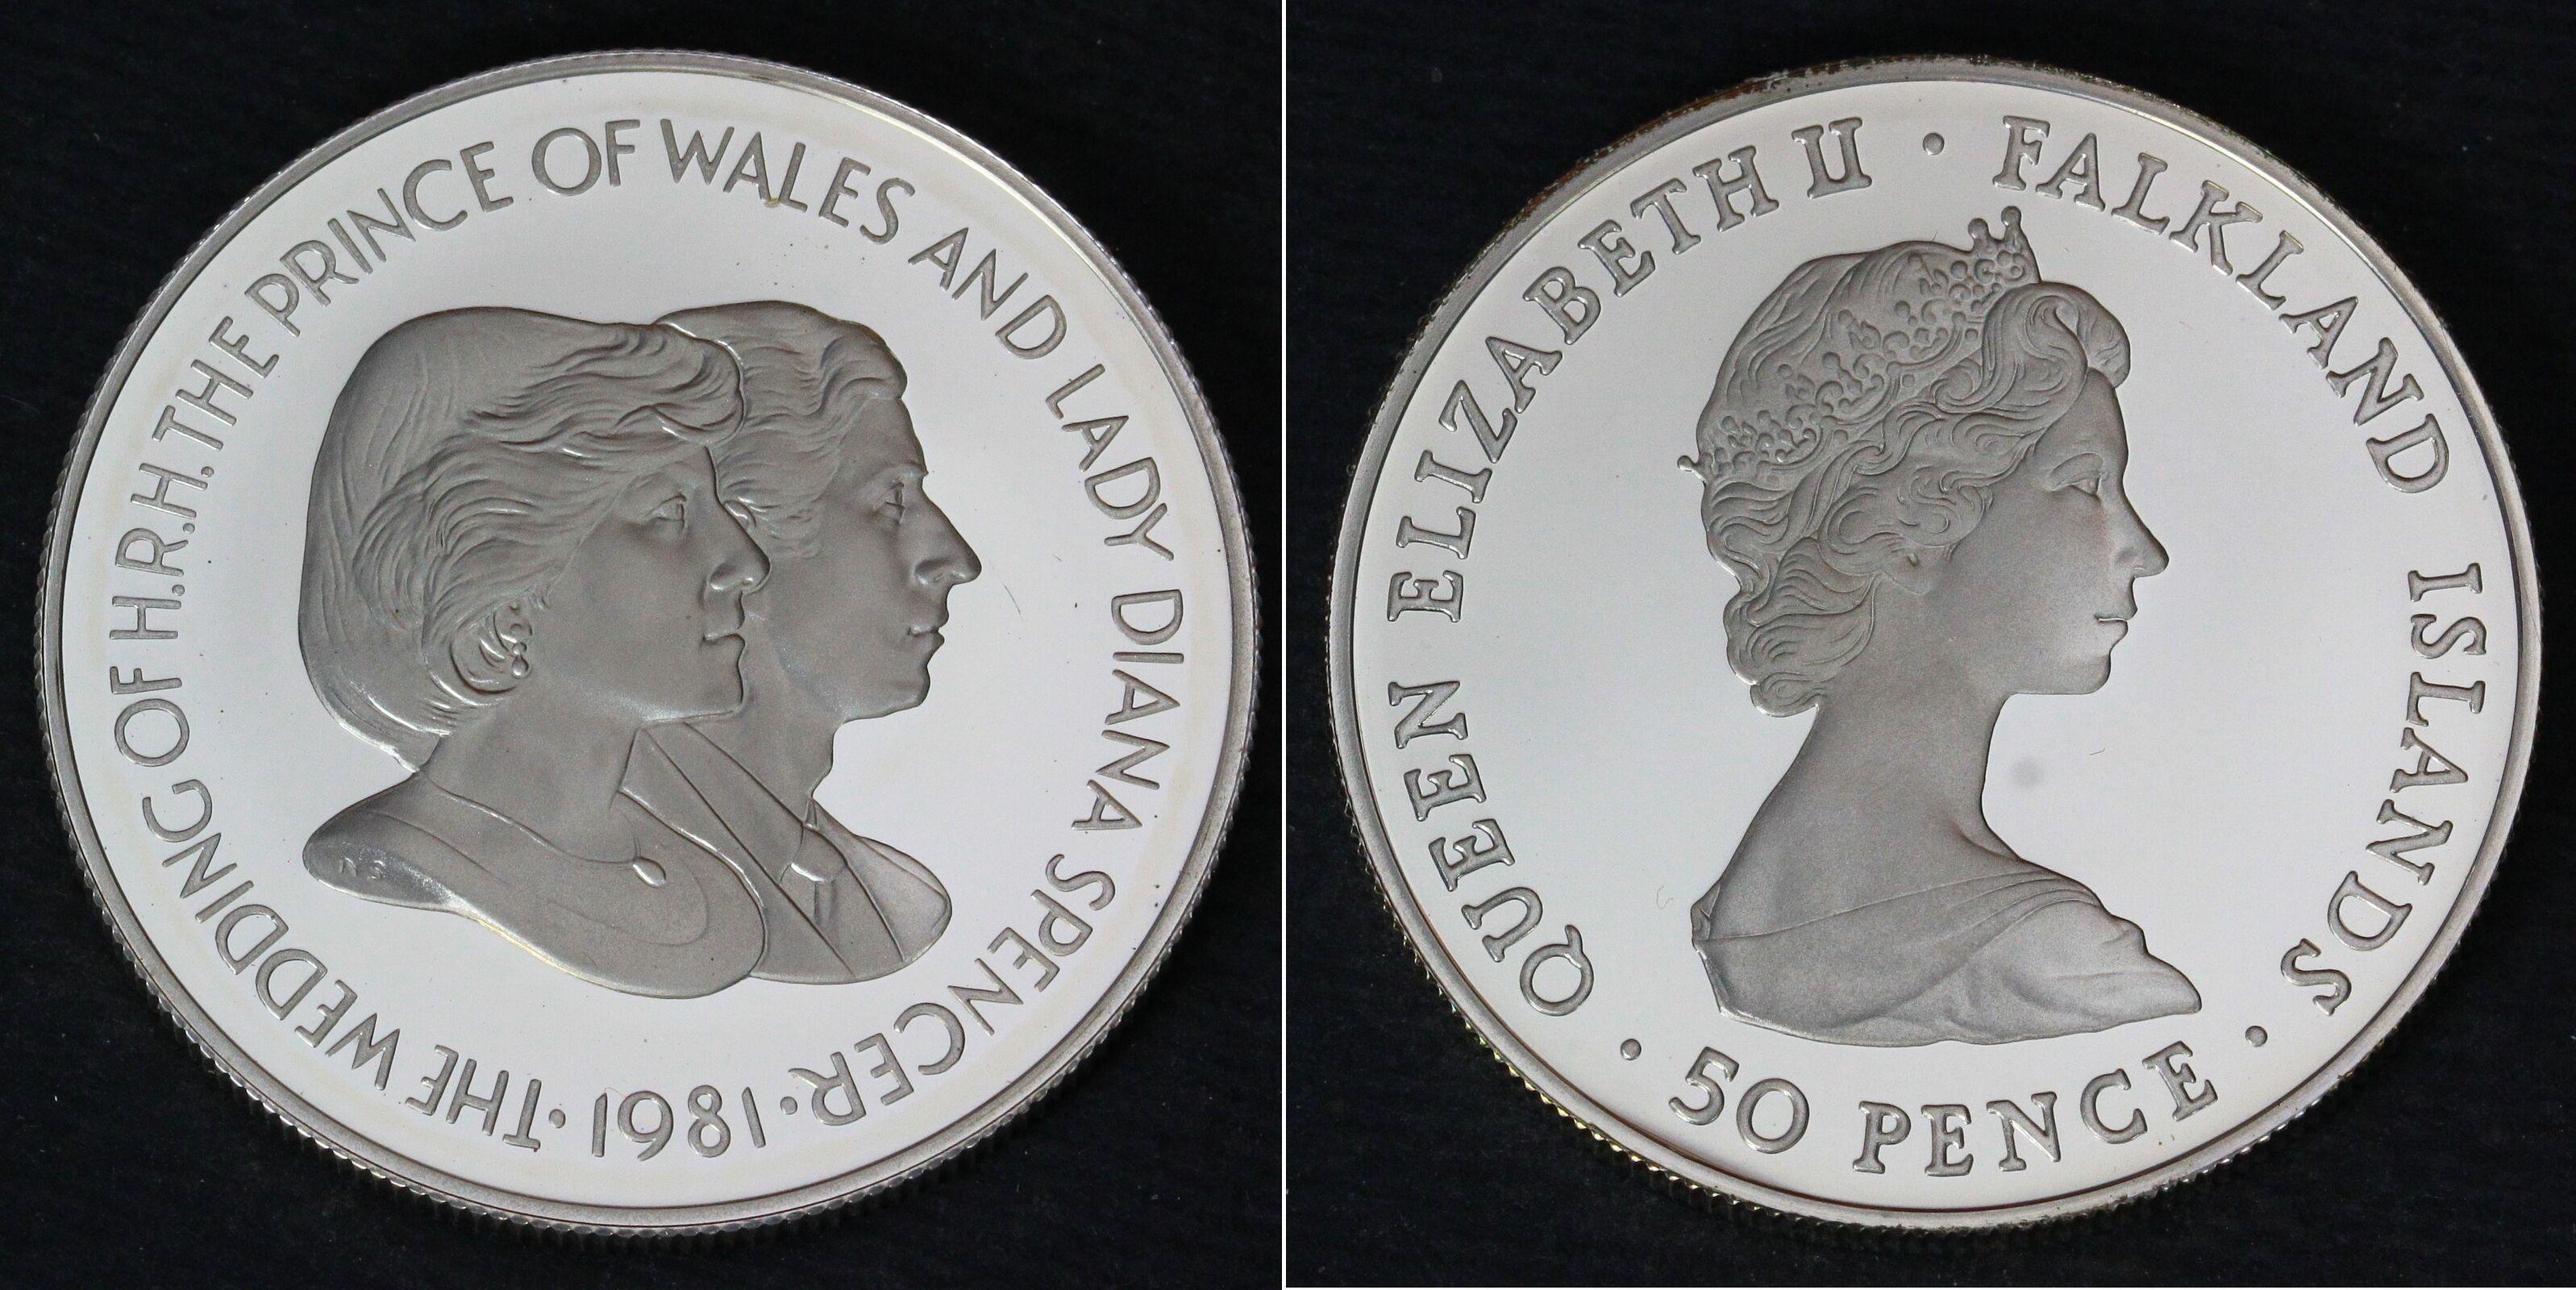 THE WEDDING OF H.R.H. THE PRINCE OF WALES AND LADY DIANA SPENCER · 1981 ·
NS
QUEEN ELIZABETH II · FALKLAND ISLANDS ·
50 PENCE ·